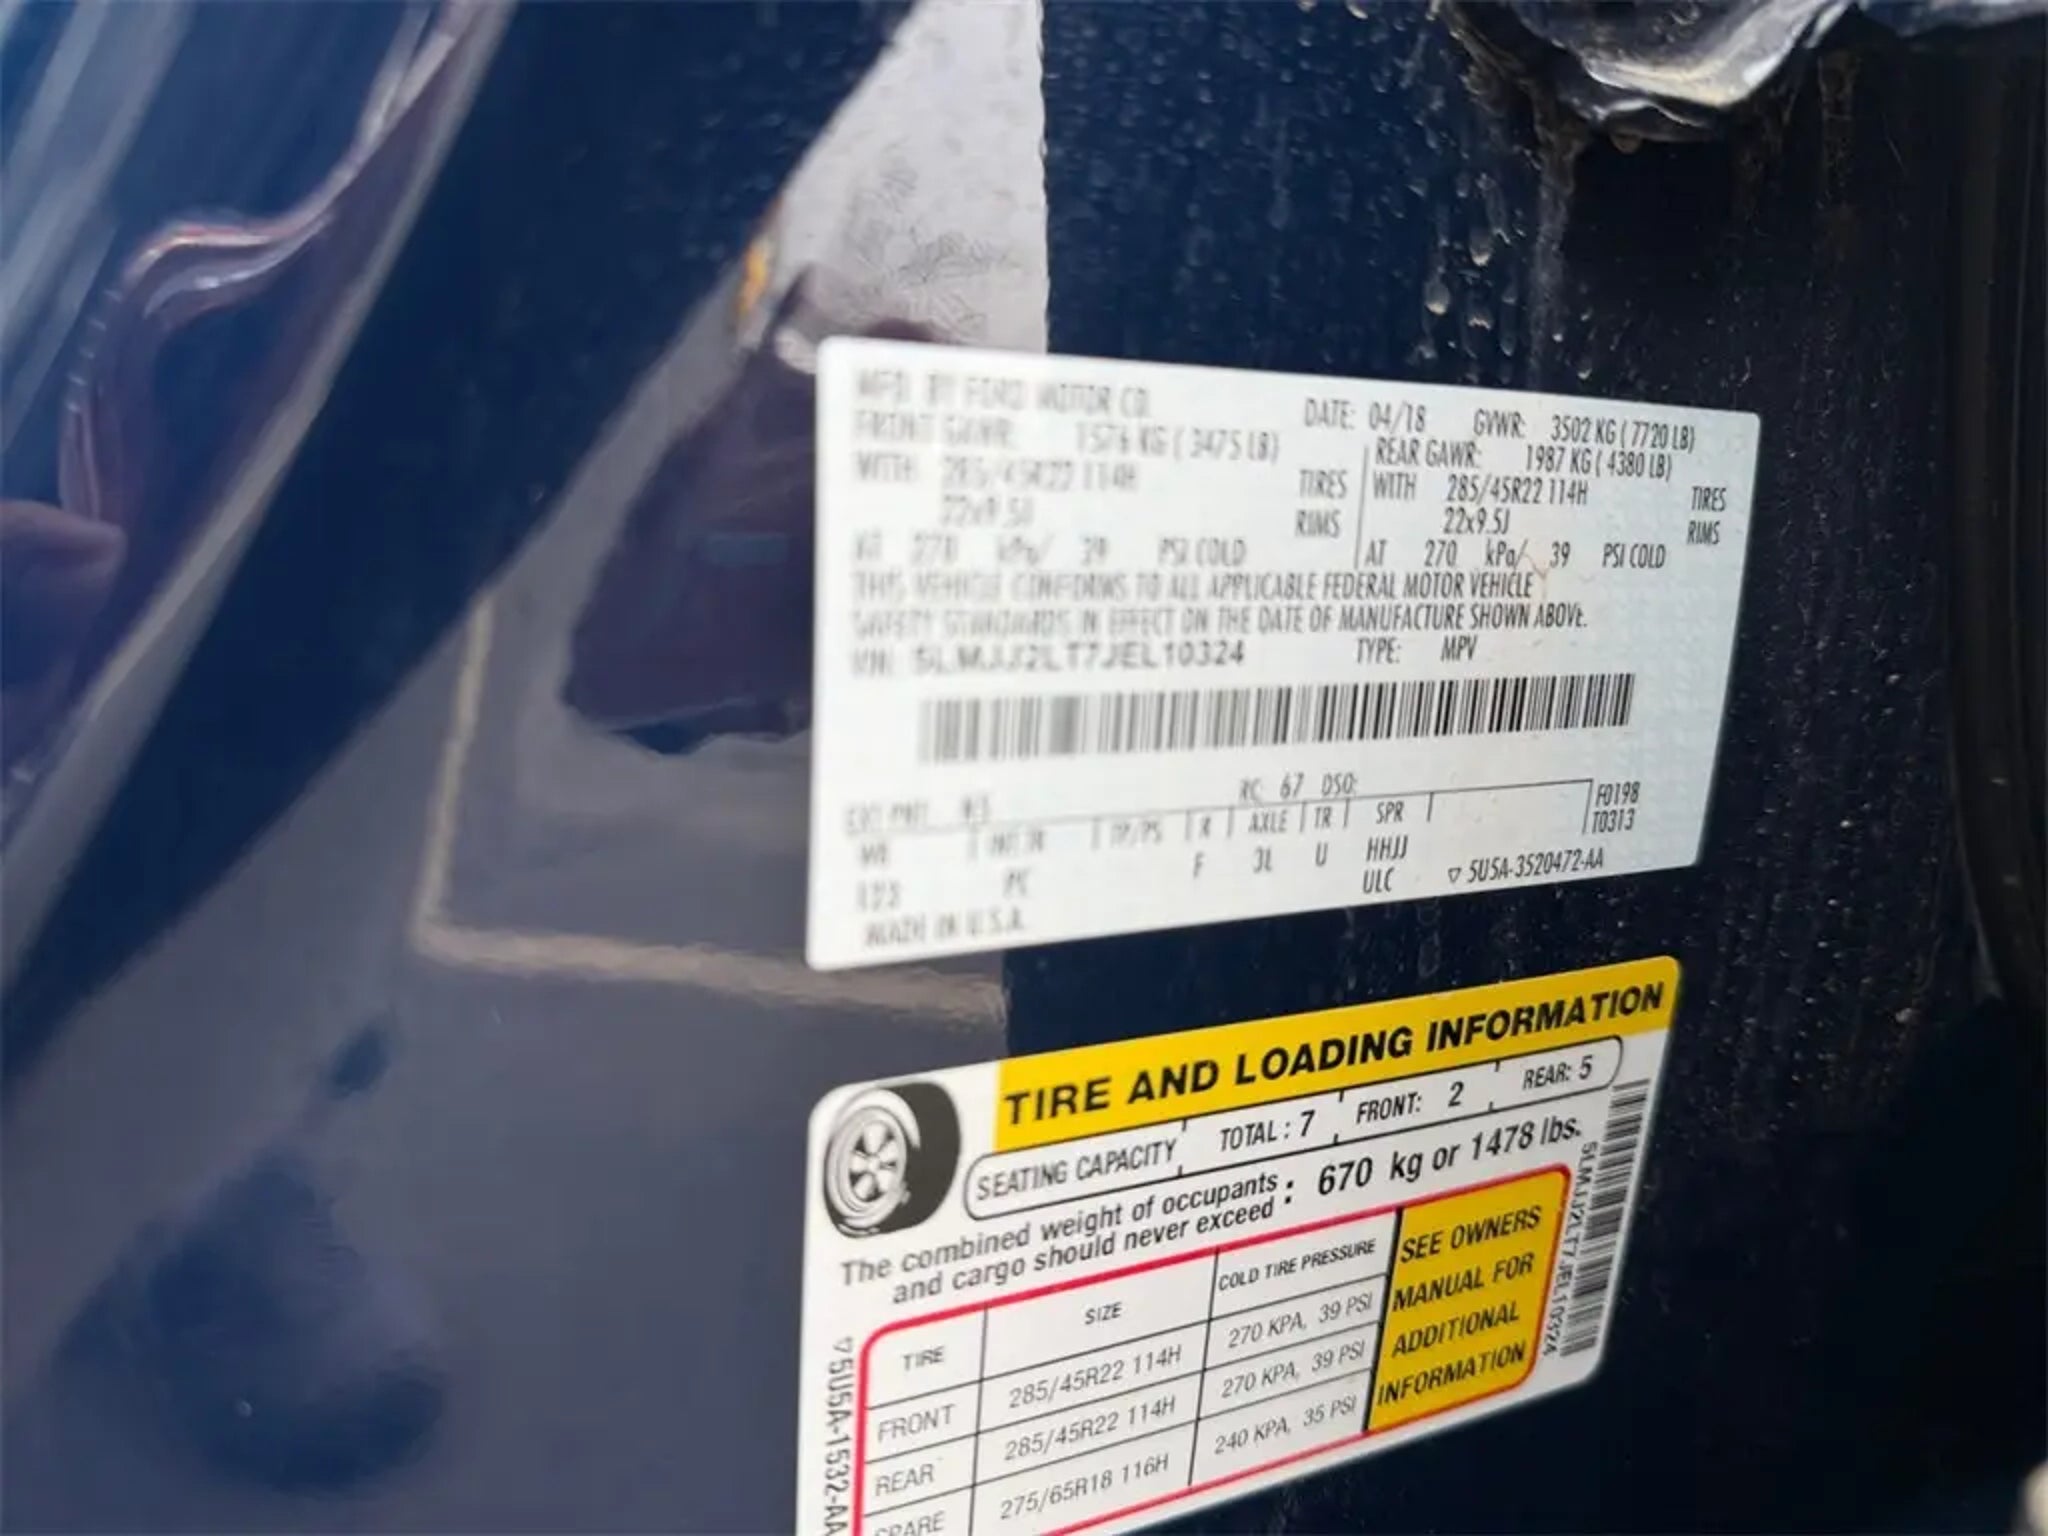 MFD. BY FORD MOTOR CO. DATE: 04/18 GVWR: 3502 KG ( 7720 LB)
FRONT GAWR: 1576 KG ( 3475 LB) REAR GAWR: 1987 KG ( 4380 LB)
WITH 285/45R22 114H TIRES WITH 285/45R22 114H TIRES
22x9.5J RIMS 22x9.5J RIMS
AT 270 kPa/ 39 PSI COLD AT 270 kPa/ 39 PSI COLD
THIS VEHICLE CONFORMS TO ALL APPLICABLE FEDERAL MOTOR VEHICLE
SAFETY STANDARDS IN EFFECT ON THE DATE OF MANUFACTURE SHOWN ABOVE.
VIN: 5LMJJ2LT7JEL10324 TYPE: MPV
EXT PNT: RC: 67 DSO: F0198
WB INT TR TP/PS R AXLE TR SPR T0313
123 F 3L U HHJJ
ULC ▽ 5U5A-3520472-AA
MADE IN U.S.A.
TIRE AND LOADING INFORMATION
SEATING CAPACITY TOTAL : 7 FRONT: 2 REAR: 5
The combined weight of occupants
and cargo should never exceed : 670 kg or 1478 lbs.
TIRE SIZE COLD TIRE PRESSURE
FRONT 285/45R22 114H 270 KPA, 39 PSI
REAR 285/45R22 114H 270 KPA, 39 PSI
SPARE 275/65R18 116H 240 KPA, 35 PSI
SEE OWNERS
MANUAL FOR
ADDITIONAL
INFORMATION
5LMJJ2LT7JEL10324
▽5U5A-1532-AA